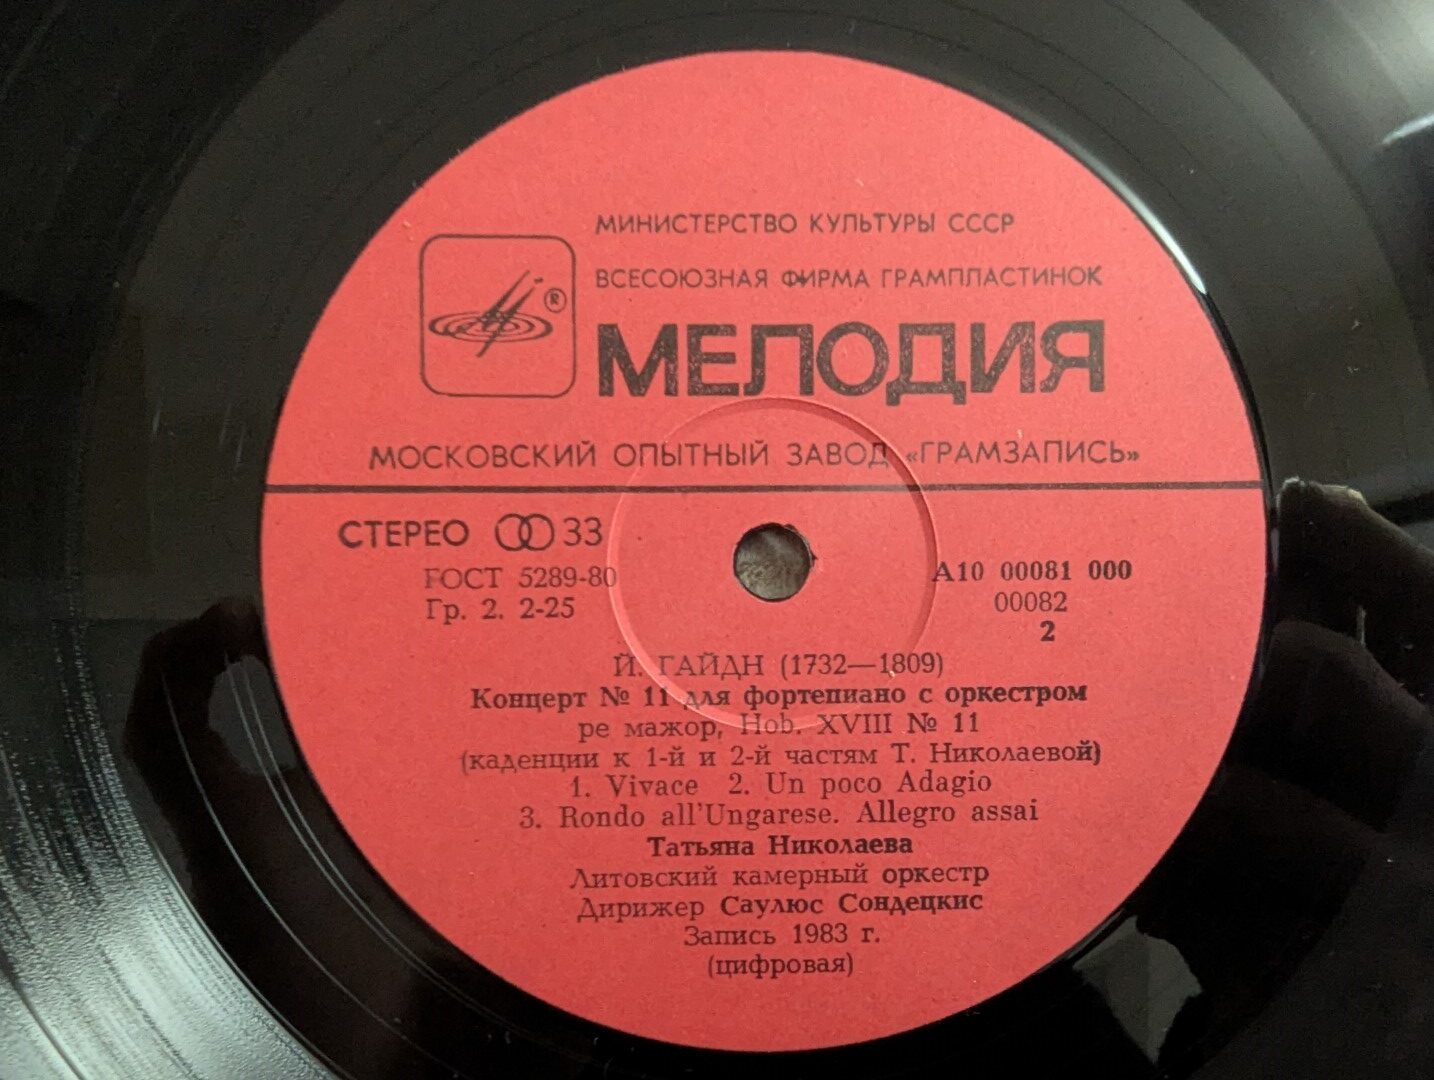 МИНИСТЕРСТВО КУЛЬТУРЫ СССР
ВСЕСОЮЗНАЯ ФИРМА ГРАМПЛАСТИНОК
®
МЕЛОДИЯ
МОСКОВСКИЙ ОПЫТНЫЙ ЗАВОД «ГРАМЗАПИСЬ»
СТЕРЕО 33
ГОСТ 5289-80
Гр. 2. 2-25
А10 00081 000
00082
2
Й. ГАЙДН (1732—1809)
Концерт № 11 для фортепиано с оркестром
ре мажор, Hob. XVIII № 11
(каденции к 1-й и 2-й частям Т. Николаевой)
1. Vivace 2. Un poco Adagio
3. Rondo all'Ungarese. Allegro assai
Татьяна Николаева
Литовский камерный оркестр
Дирижер Саулюс Сондецкис
Запись 1983 г.
(цифровая)